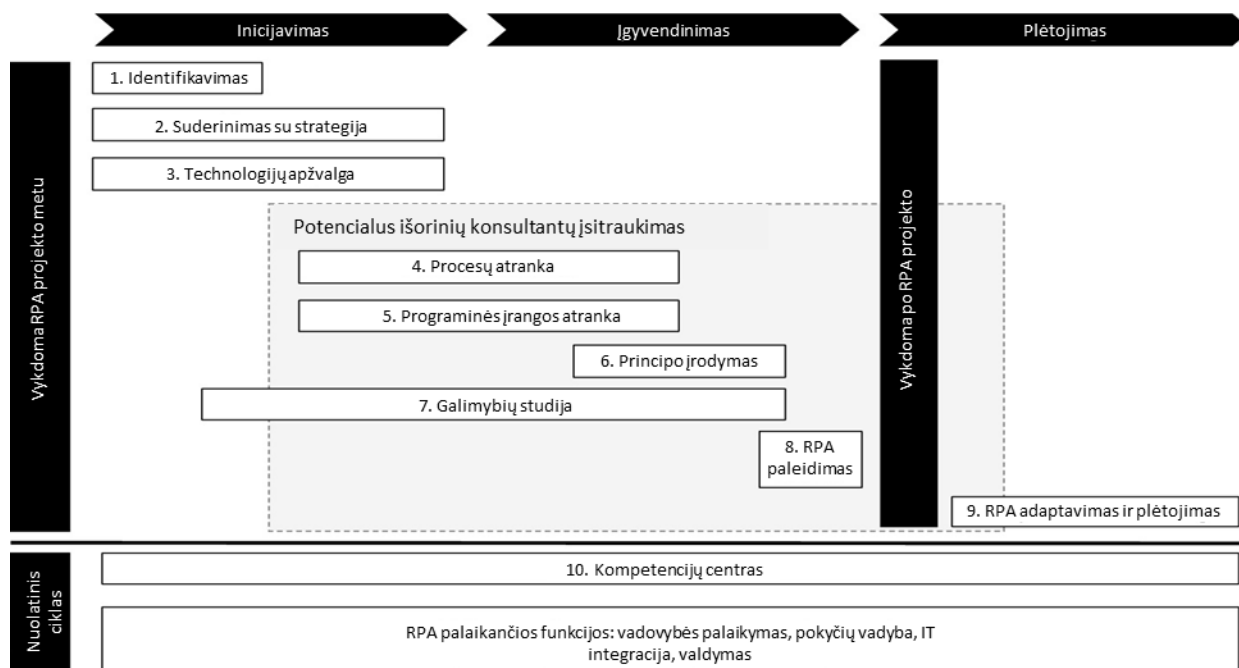 Inicijavimas
Įgyvendinimas
Plėtojimas
Vykdoma RPA projekto metu
1. Identifikavimas
2. Suderinimas su strategija
3. Technologijų apžvalga
Potencialus išorinių konsultantų įsitraukimas
4. Procesų atranka
5. Programinės įrangos atranka
6. Principo įrodymas
7. Galimybių studija
8. RPA
paleidimas
Vykdoma po RPA projekto
9. RPA adaptavimas ir plėtojimas
Nuolatinis
ciklas
10. Kompetencijų centras
RPA palaikančios funkcijos: vadovybės palaikymas, pokyčių vadyba, IT
integracija, valdymas